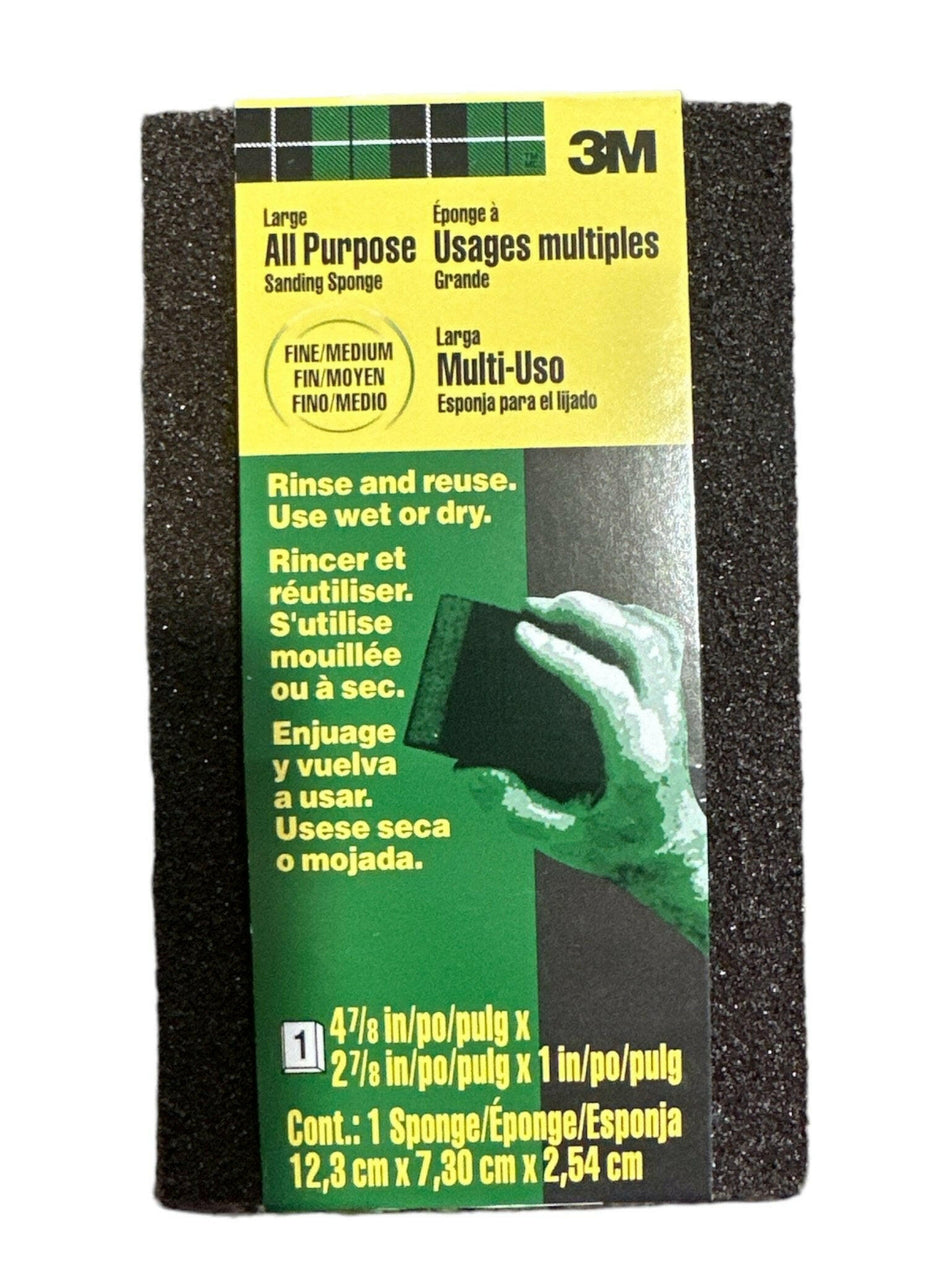 3M
Large
All Purpose
Sanding Sponge
Éponge à
Usages multiples
Grande
FINE/MEDIUM
FIN/MOYEN
FINO/MEDIO
Larga
Multi-Uso
Esponja para el lijado
Rinse and reuse.
Use wet or dry.
Rincer et
réutiliser.
S'utilise
mouillée
ou à sec.
Enjuage
y vuelva
a usar.
Usese seca
o mojada.
1
4 7/8 in/po/pulg x
2 7/8 in/po/pulg x 1 in/po/pulg
Cont.: 1 Sponge/Éponge/Esponja
12,3 cm x 7,30 cm x 2,54 cm